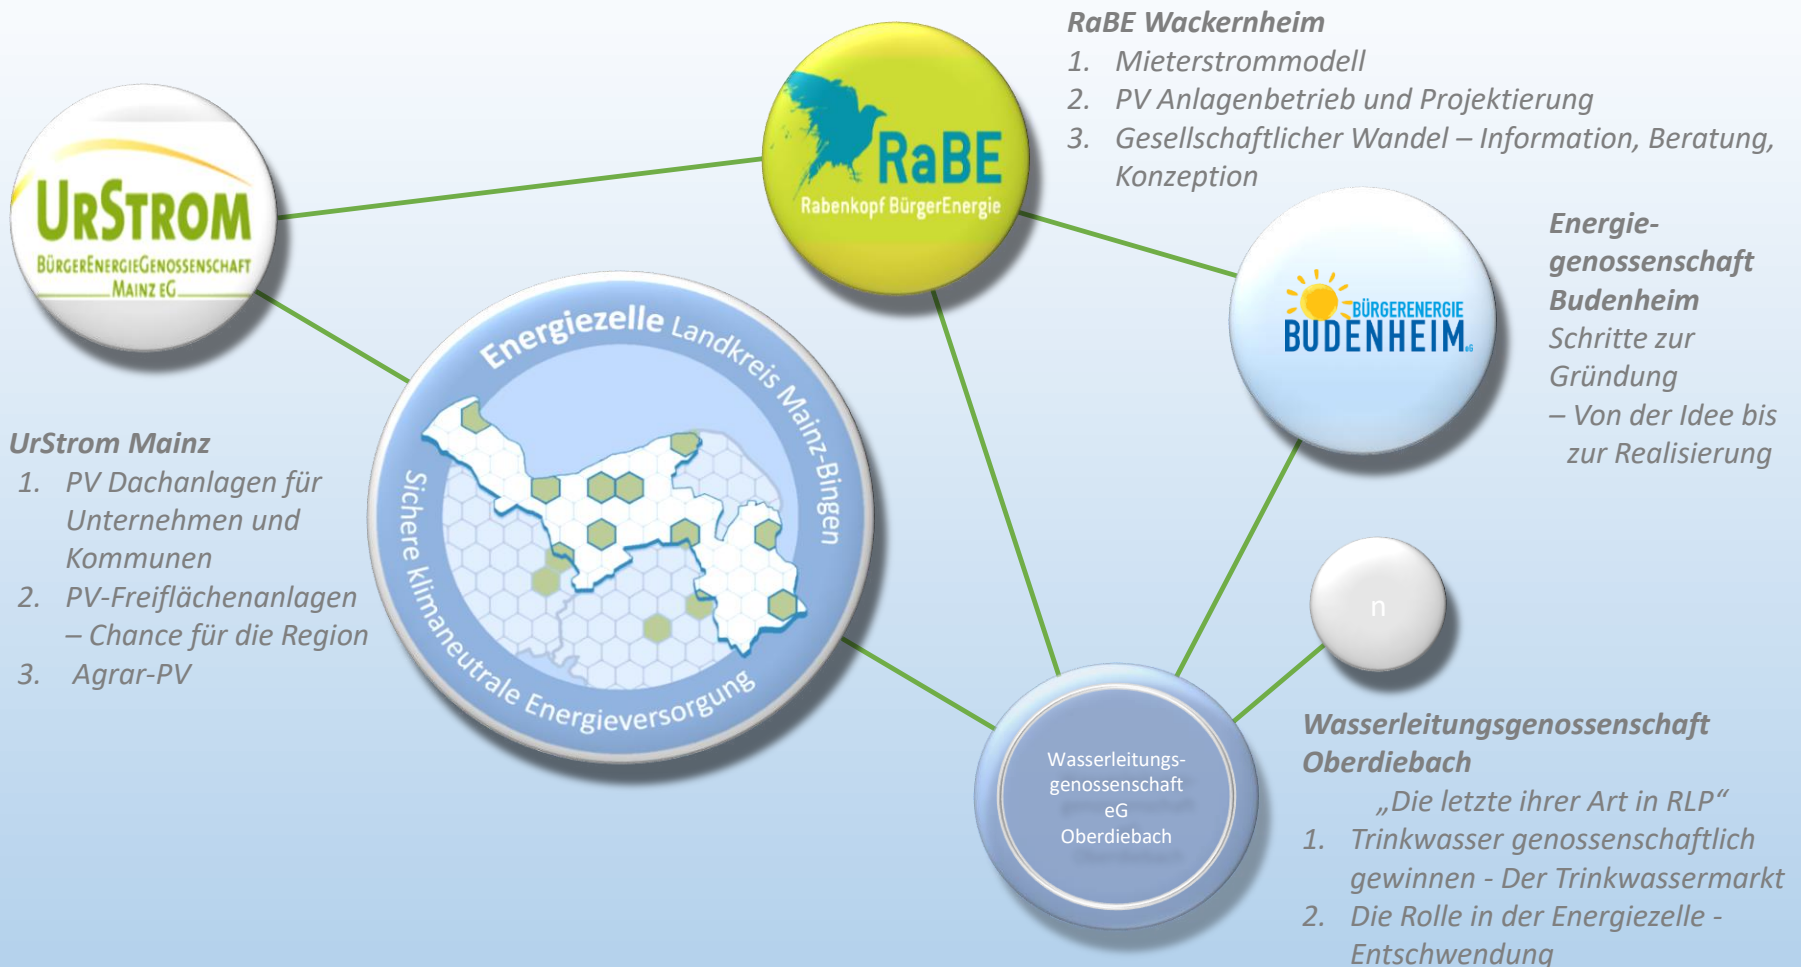 RaBE Wackernheim
1. Mieterstrommodell
2. PV Anlagenbetrieb und Projektierung
3. Gesellschaftlicher Wandel – Information, Beratung,
Konzeption
URSTROM
BÜRGERENERGIEGENOSSENSCHAFT
MAINZ EG
RaBE
Rabenkopf BürgerEnergie
Energie-
genossenschaft
Budenheim
Schritte zur
Gründung
– Von der Idee bis
zur Realisierung
BÜRGERENERGIE
BUDENHEIM eG
Energiezelle Landkreis Mainz-Bingen
Sichere klimaneutrale Energieversorgung
UrStrom Mainz
1. PV Dachanlagen für
Unternehmen und
Kommunen
2. PV-Freiflächenanlagen
– Chance für die Region
3. Agrar-PV
n
Wasserleitungs-
genossenschaft
eG
Oberdiebach
Wasserleitungsgenossenschaft
Oberdiebach
„Die letzte ihrer Art in RLP“
1. Trinkwasser genossenschaftlich
gewinnen - Der Trinkwassermarkt
2. Die Rolle in der Energiezelle -
Entschwendung